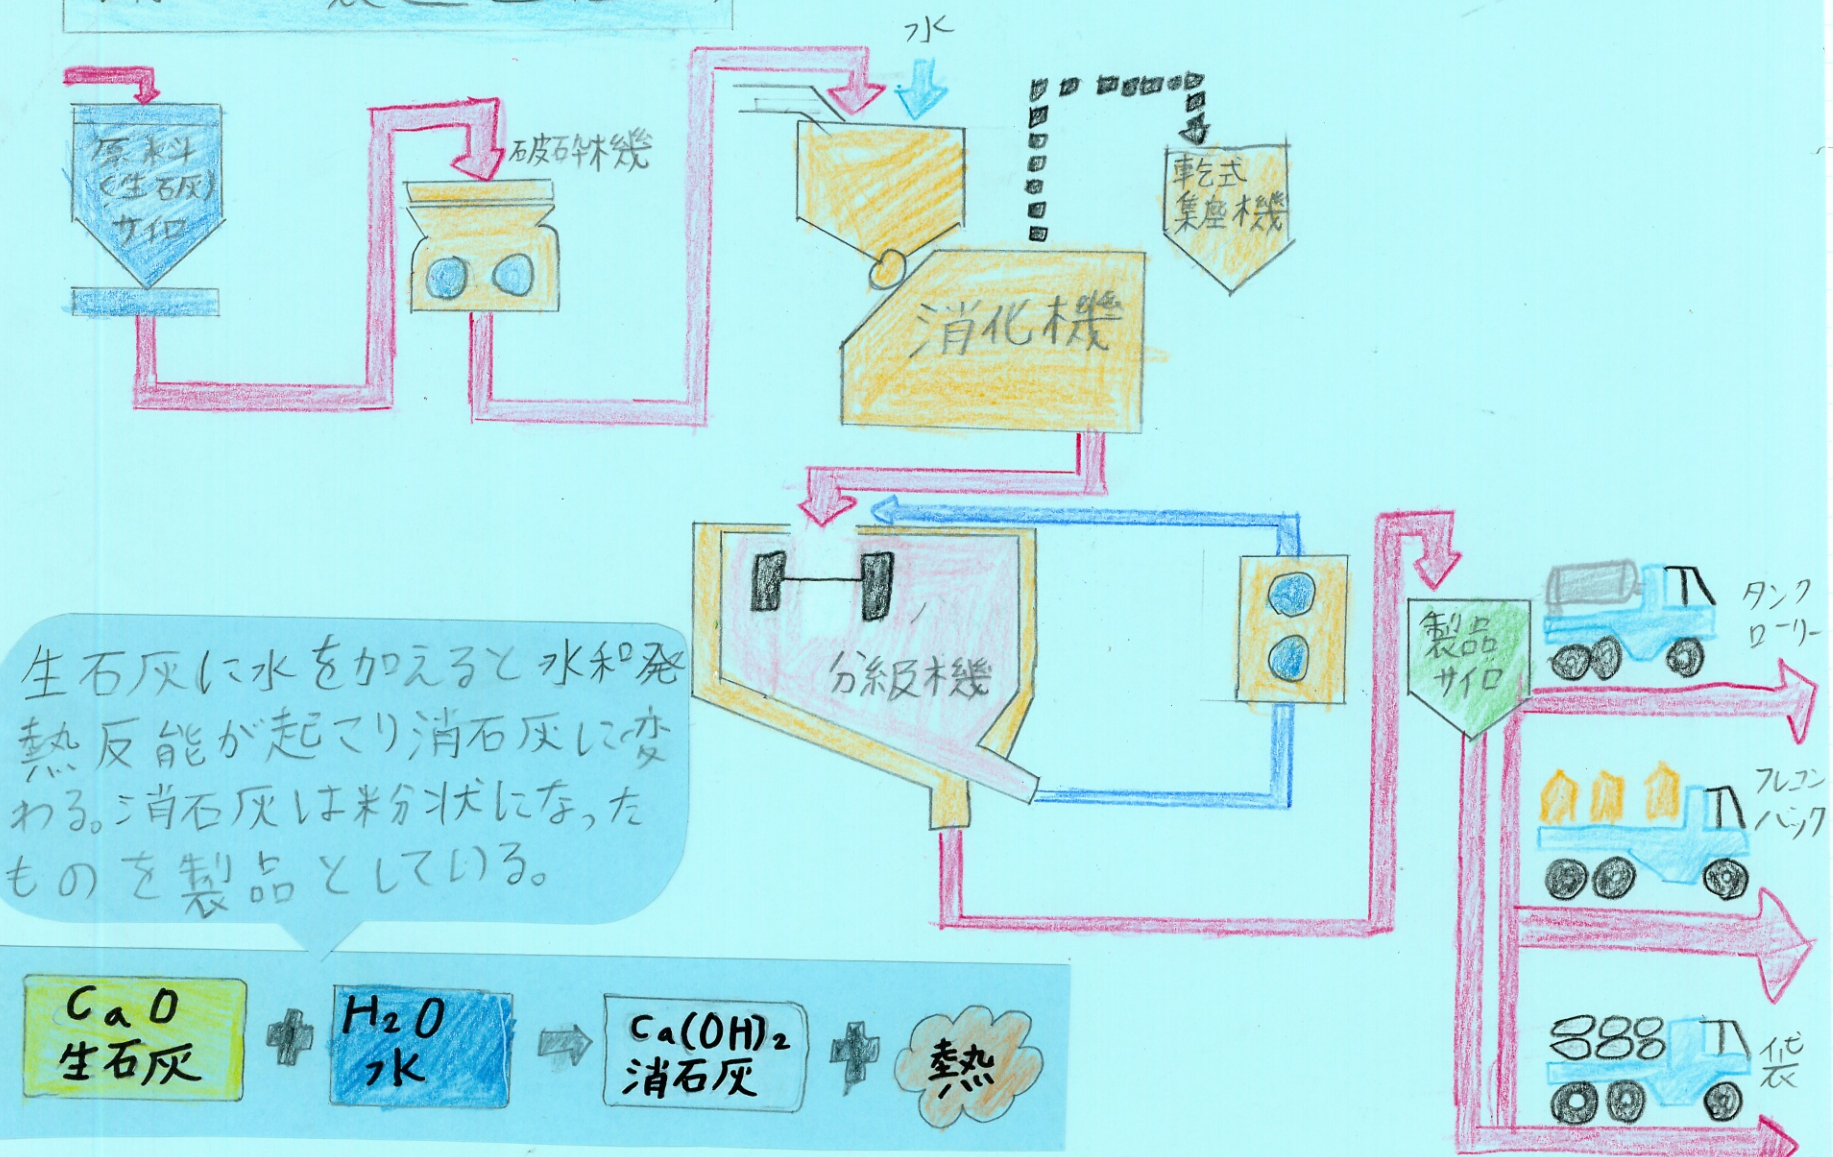 水
原料
(生石灰)
サイロ
破砕機
乾式
集塵機
消化機
分級機
製品
サイロ
タンク
ローリー
フレコン
バック
袋
生石灰に水を加えると水和発
熱反能が起こり消石灰に変
わる。消石灰は粉状になった
ものを製品としている。
CaO
生石灰
+
H2O
水
→
Ca(OH)2
消石灰
+
熱